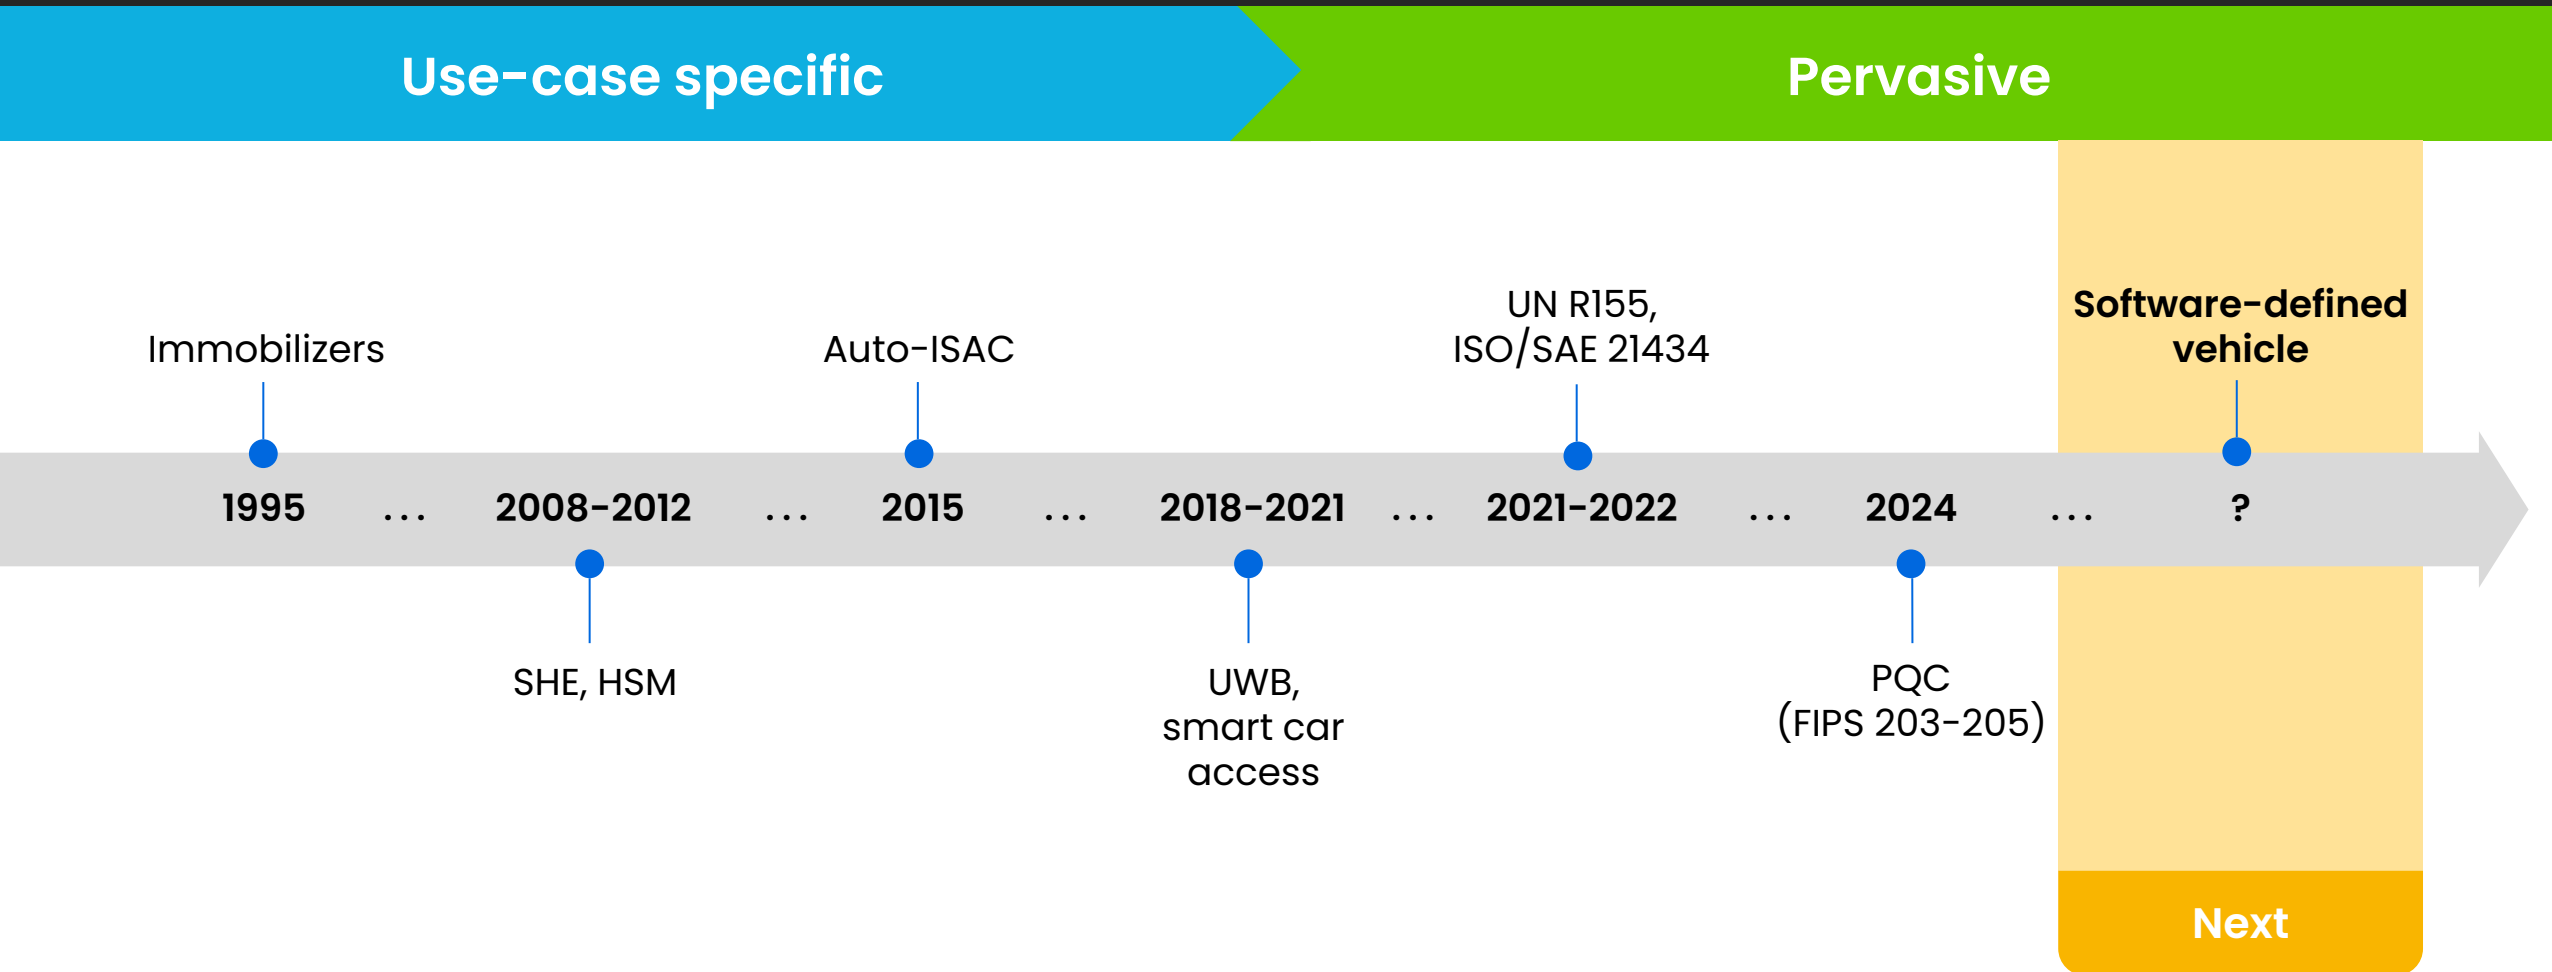 Use-case specific
Pervasive
Immobilizers
Auto-ISAC
UN R155,
ISO/SAE 21434
Software-defined
vehicle
1995 ... 2008-2012 ... 2015 ... 2018-2021 ... 2021-2022 ... 2024 ... ?
SHE, HSM
UWB,
smart car
access
PQC
(FIPS 203-205)
Next